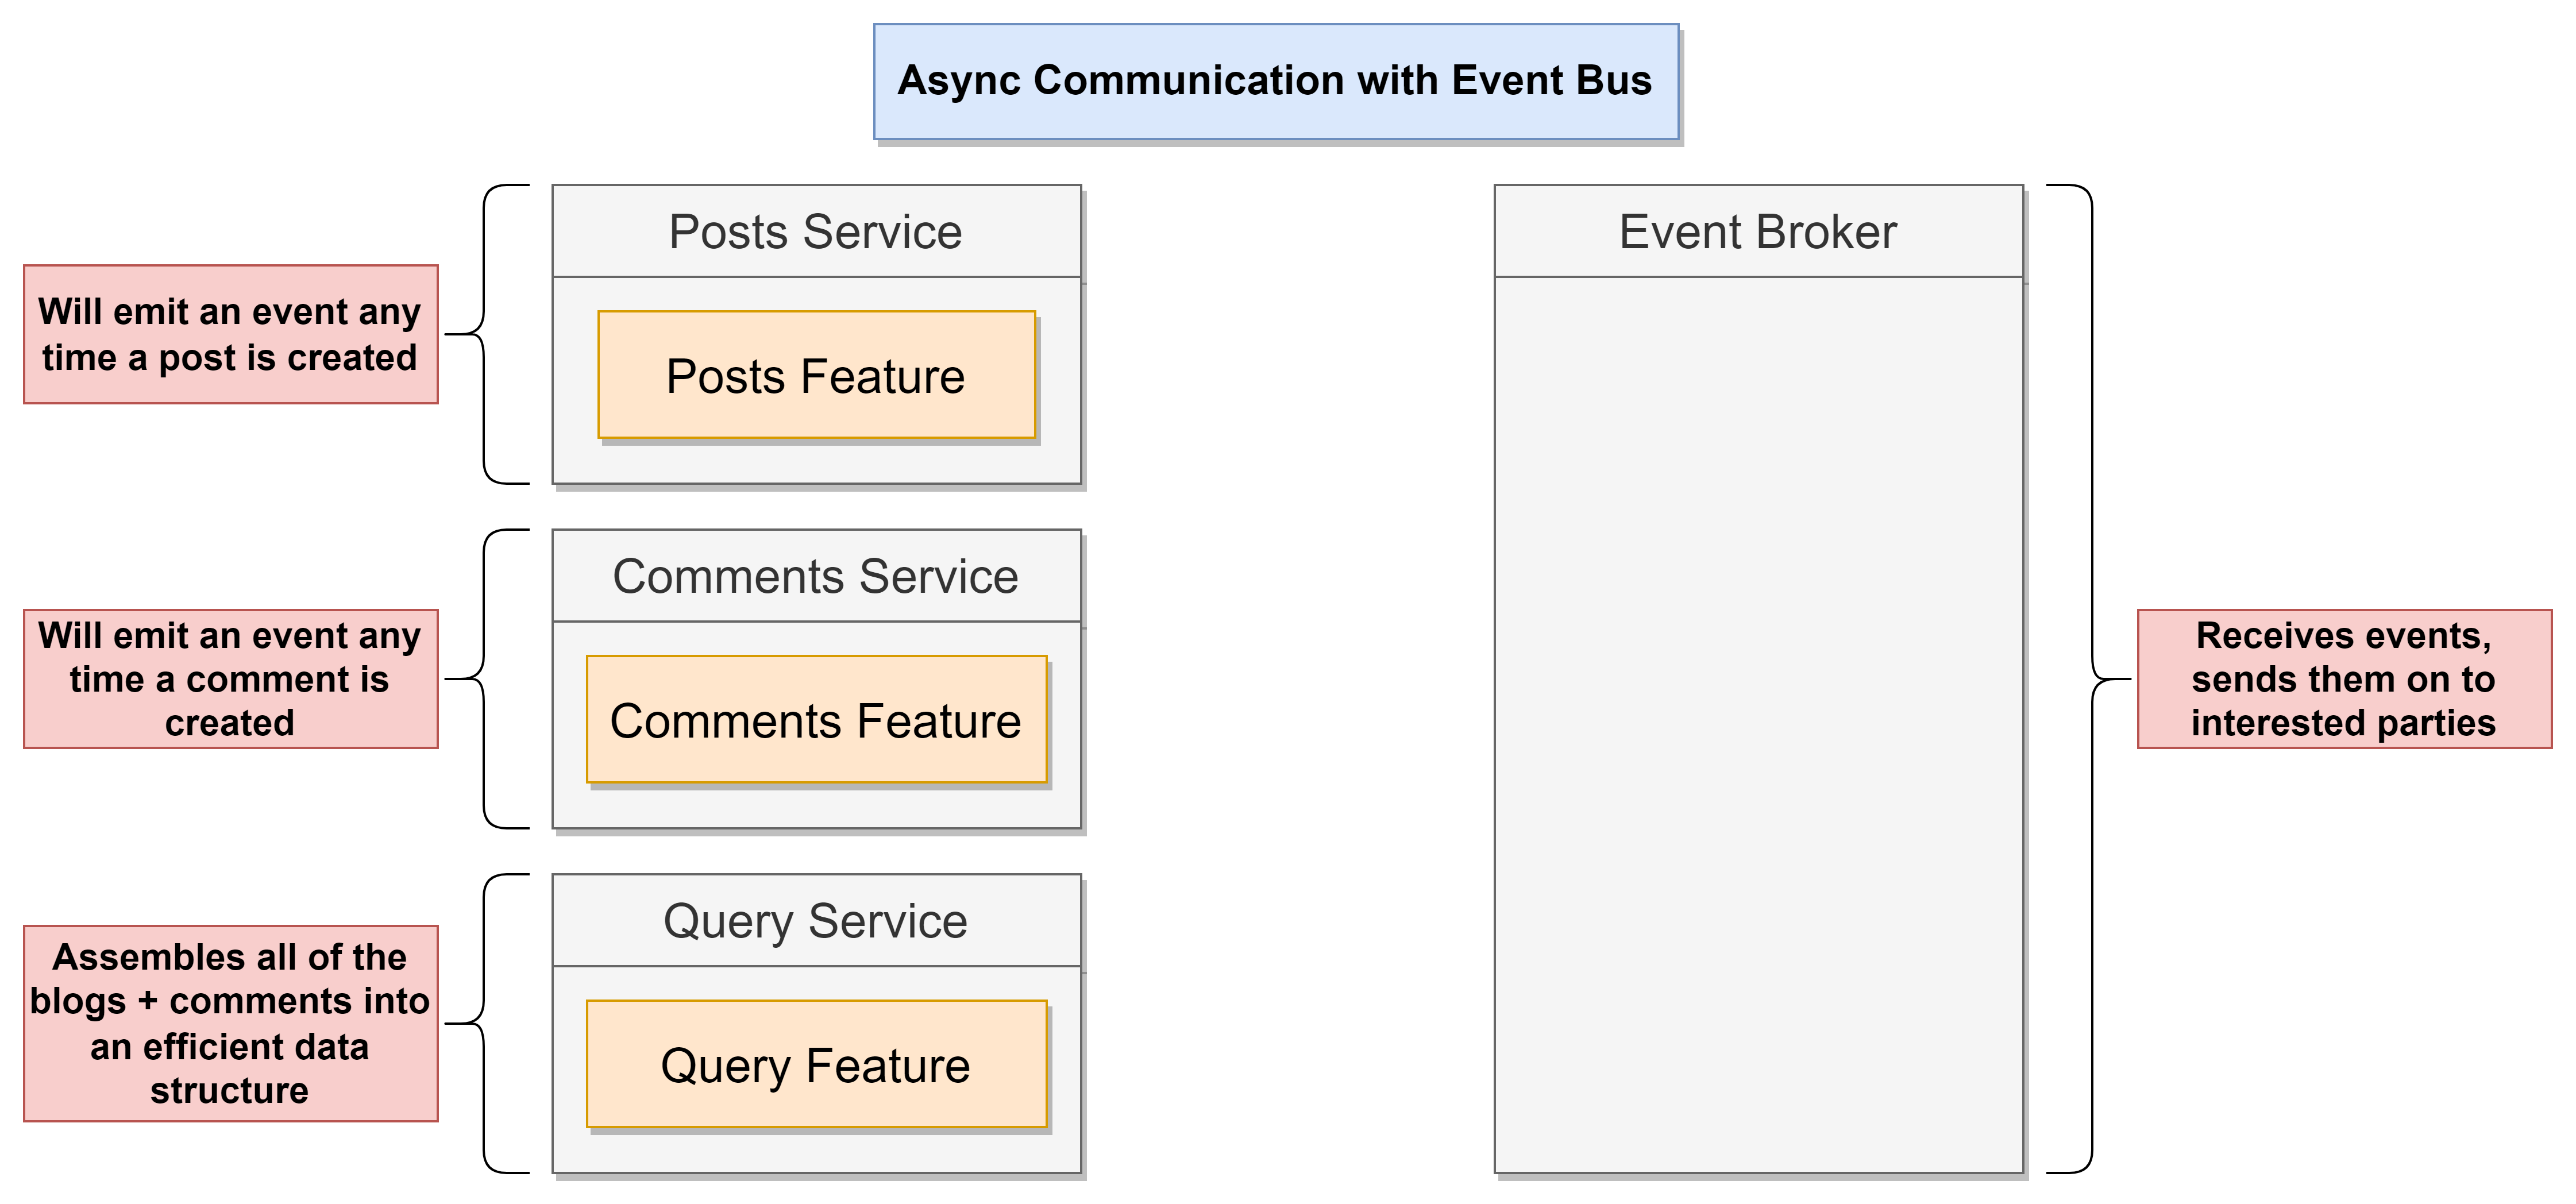 Async Communication with Event Bus
Will emit an event any
time a post is created
Posts Service
Posts Feature
Will emit an event any
time a comment is
created
Comments Service
Comments Feature
Assembles all of the
blogs + comments into
an efficient data
structure
Query Service
Query Feature
Event Broker
Receives events,
sends them on to
interested parties